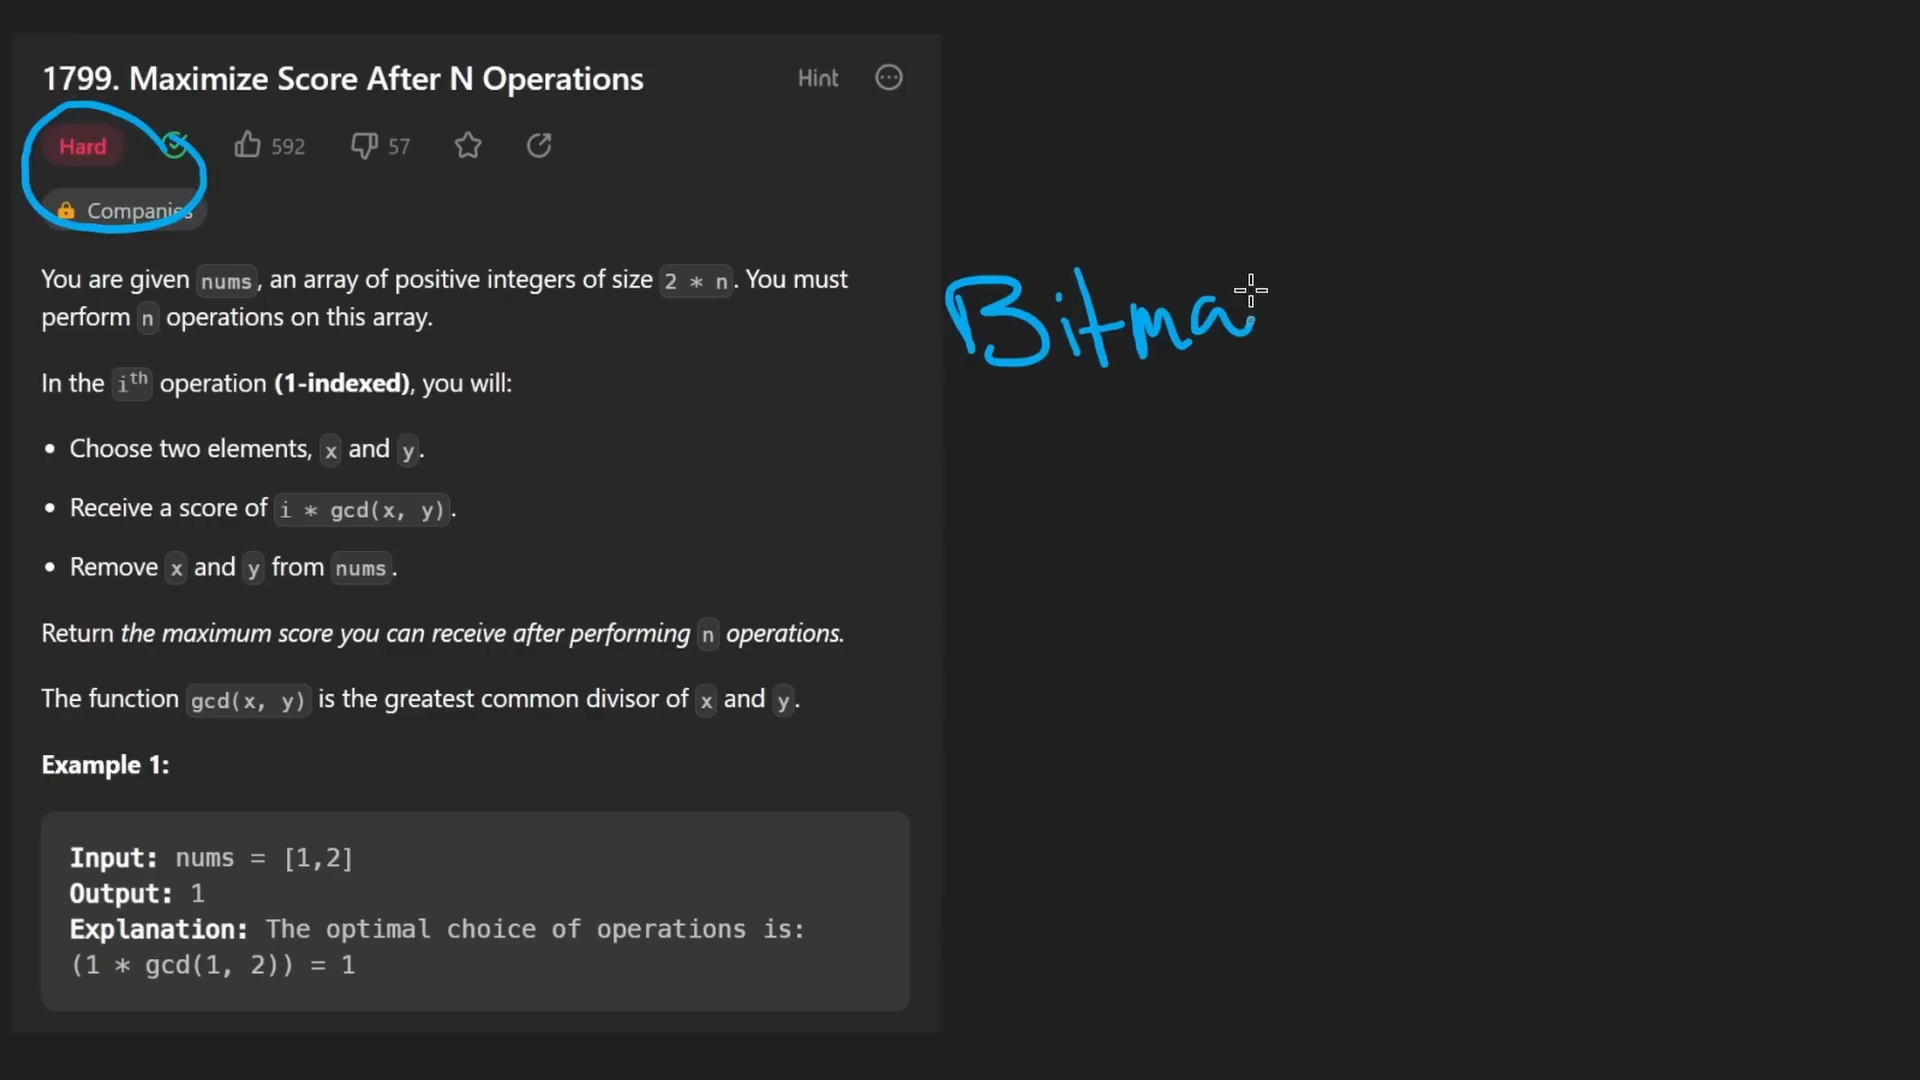 1799. Maximize Score After N Operations
Hint
Hard
592
57
Companies
You are given nums, an array of positive integers of size 2 * n. You must
perform n operations on this array.
In the ith operation (1-indexed), you will:
• Choose two elements, x and y.
• Receive a score of i * gcd(x, y).
• Remove x and y from nums.
Return the maximum score you can receive after performing n operations.
The function gcd(x, y) is the greatest common divisor of x and y.
Example 1:
Input: nums = [1,2]
Output: 1
Explanation: The optimal choice of operations is:
(1 * gcd(1, 2)) = 1
Bitma